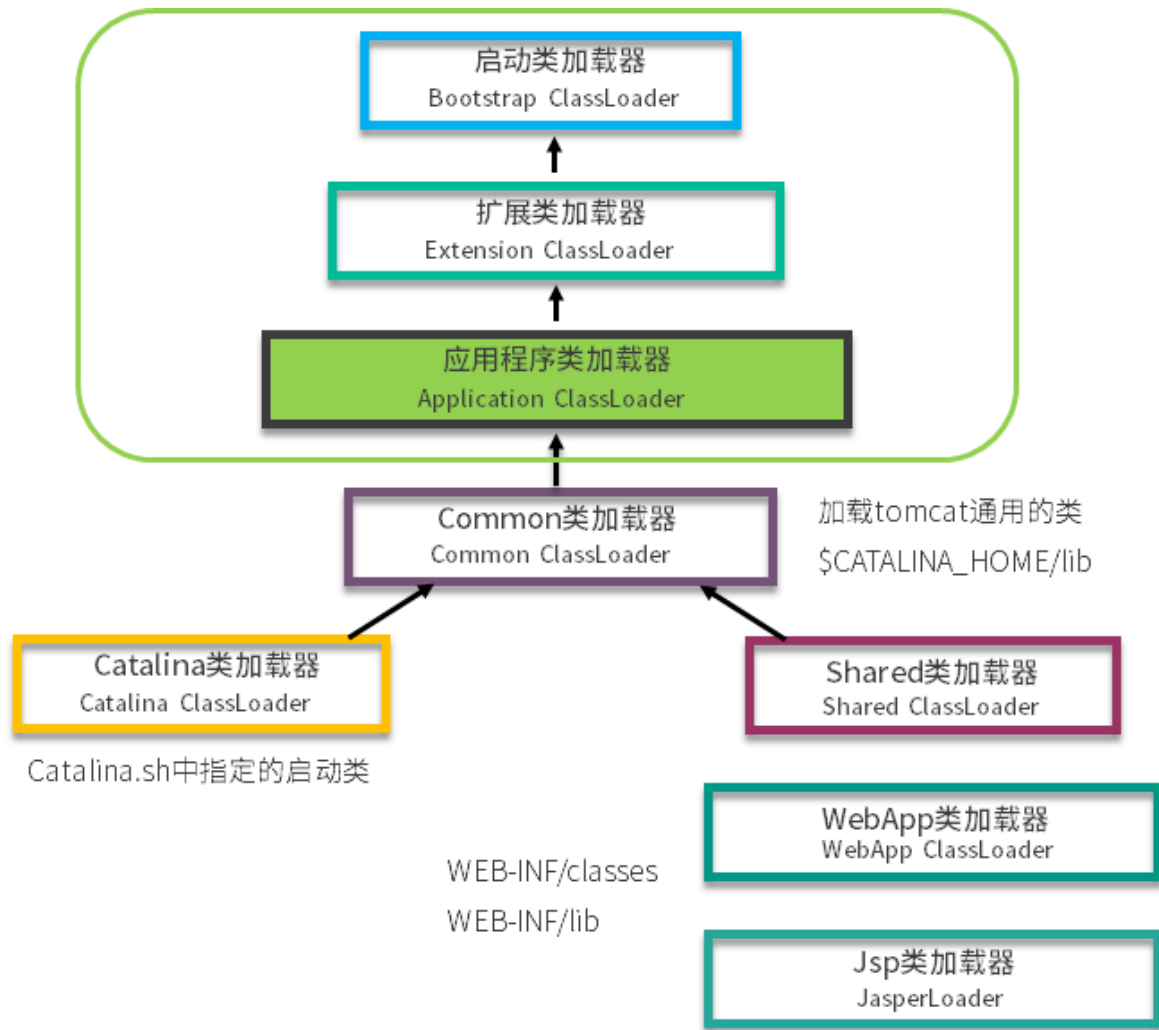 启动类加载器
Bootstrap ClassLoader
扩展类加载器
Extension ClassLoader
应用程序类加载器
Application ClassLoader
Common类加载器
Common ClassLoader
加载tomcat通用的类
$CATALINA_HOME/lib
Catalina类加载器
Catalina ClassLoader
Shared类加载器
Shared ClassLoader
Catalina.sh中指定的启动类
WebApp类加载器
WebApp ClassLoader
WEB-INF/classes
WEB-INF/lib
Jsp类加载器
JasperLoader